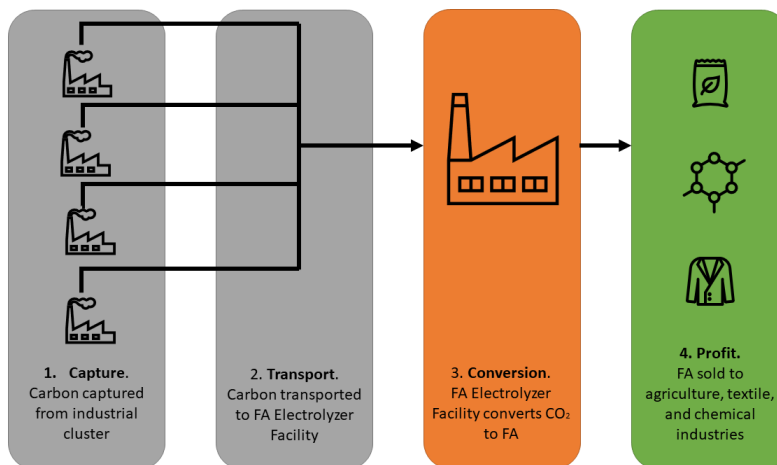 1. Capture.
Carbon captured
from industrial
cluster
2. Transport.
Carbon transported
to FA Electrolyzer
Facility
3. Conversion.
FA Electrolyzer
Facility converts CO₂
to FA
4. Profit.
FA sold to
agriculture, textile,
and chemical
industries